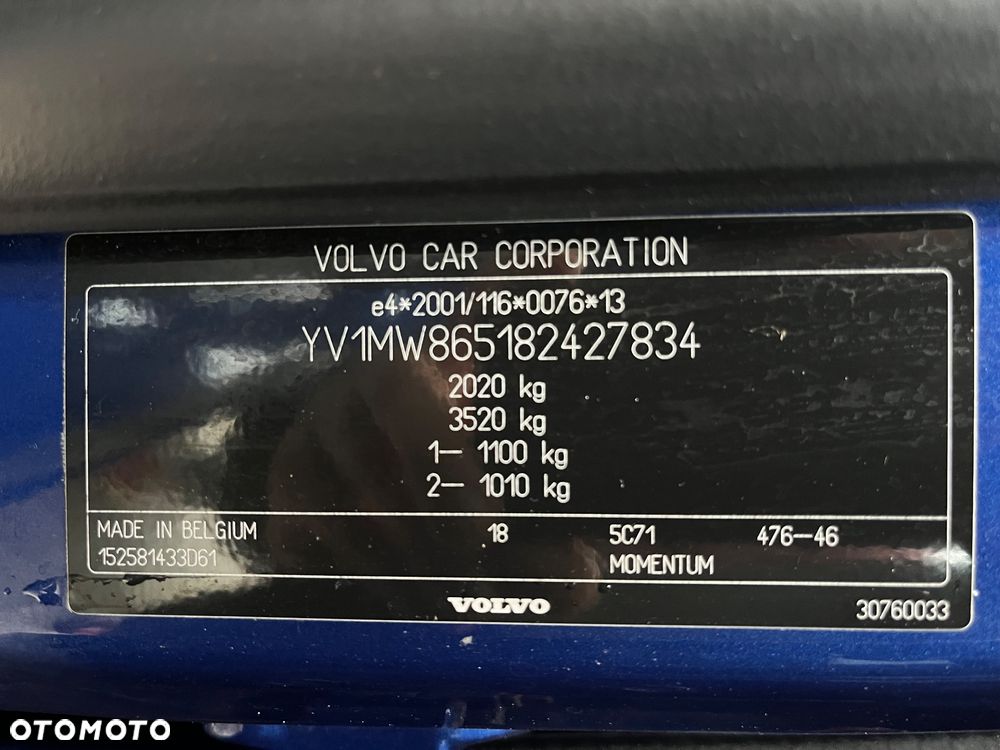 VOLVO CAR CORPORATION
e4*2001/116*0076*13
YV1MW865182427834
2020 kg
3520 kg
1— 1100 kg
2— 1010 kg
MADE IN BELGIUM 18 5C71 476—46
152581433D61 MOMENTUM
VOLVO 30760033
OTOMOTO